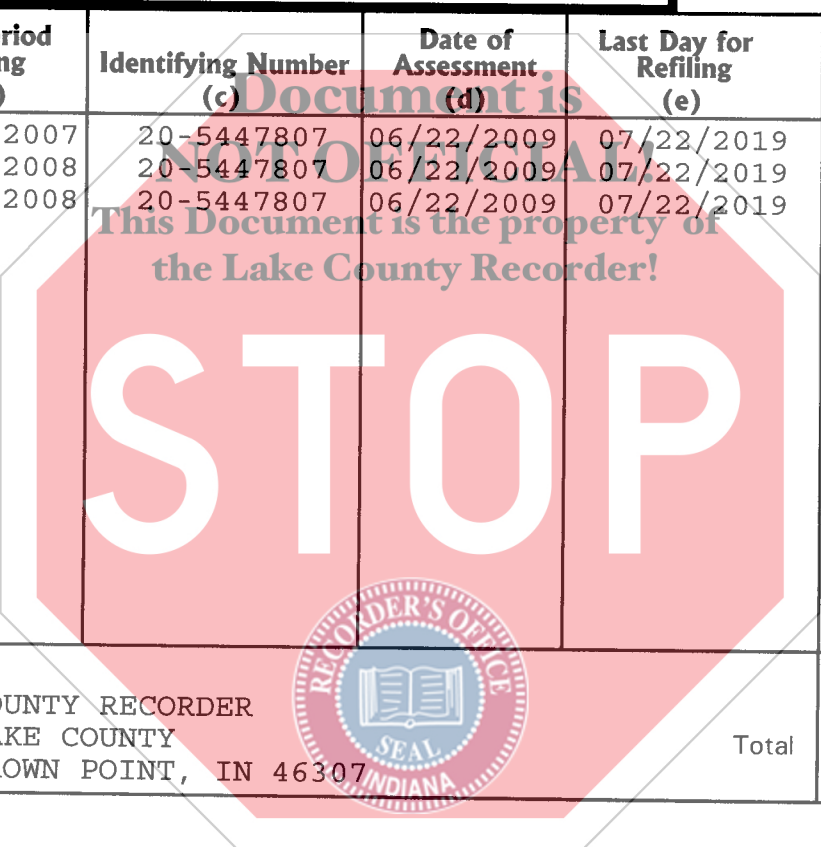 riod
ng
)
Identifying Number
(c)
Date of
Assessment
(d)
Last Day for
Refiling
(e)
Document is
NOT OFFICIAL!
This Document is the property of
the Lake County Recorder!
2007 20-5447807 06/22/2009 07/22/2019
2008 20-5447807 06/22/2009 07/22/2019
2008 20-5447807 06/22/2009 07/22/2019
STOP
RECORDER'S OFFICE
SEAL
INDIANA
OUNTY RECORDER
AKE COUNTY
OWN POINT, IN 46307
Total